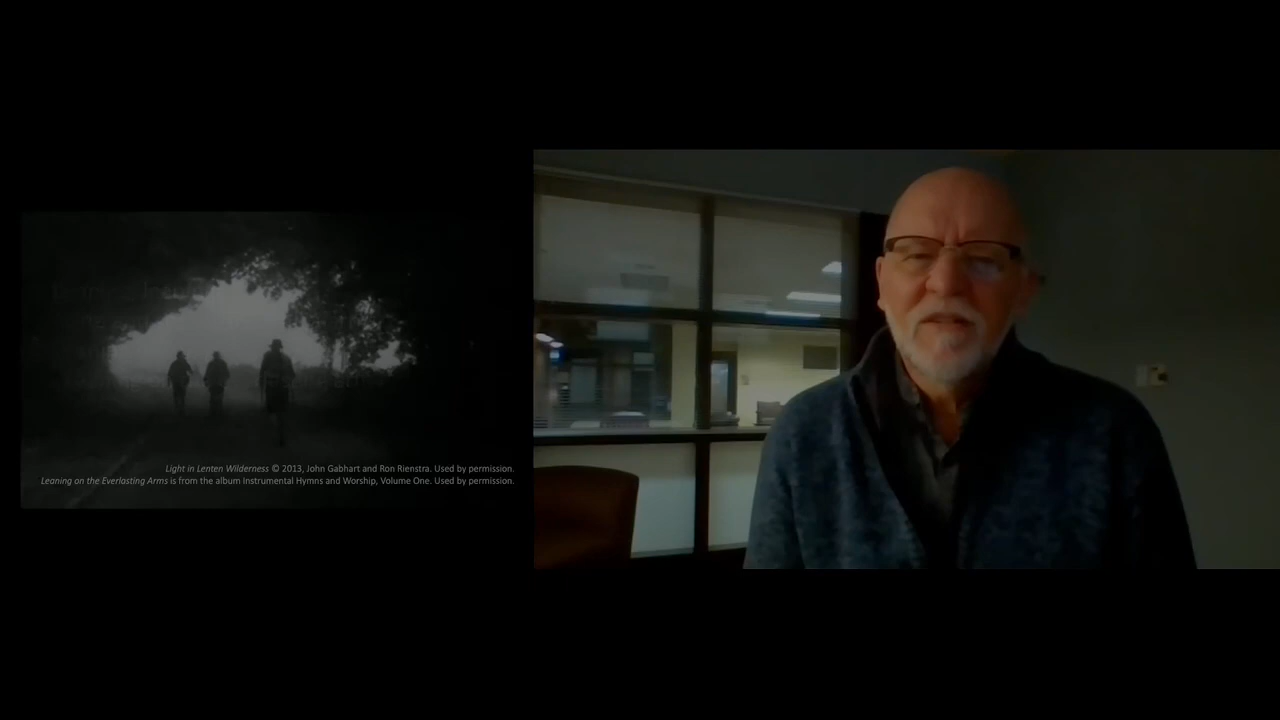 Light in Lenten Wilderness © 2013, John Gabhart and Ron Rienstra. Used by permission.
Leaning on the Everlasting Arms is from the album Instrumental Hymns and Worship, Volume One. Used by permission.